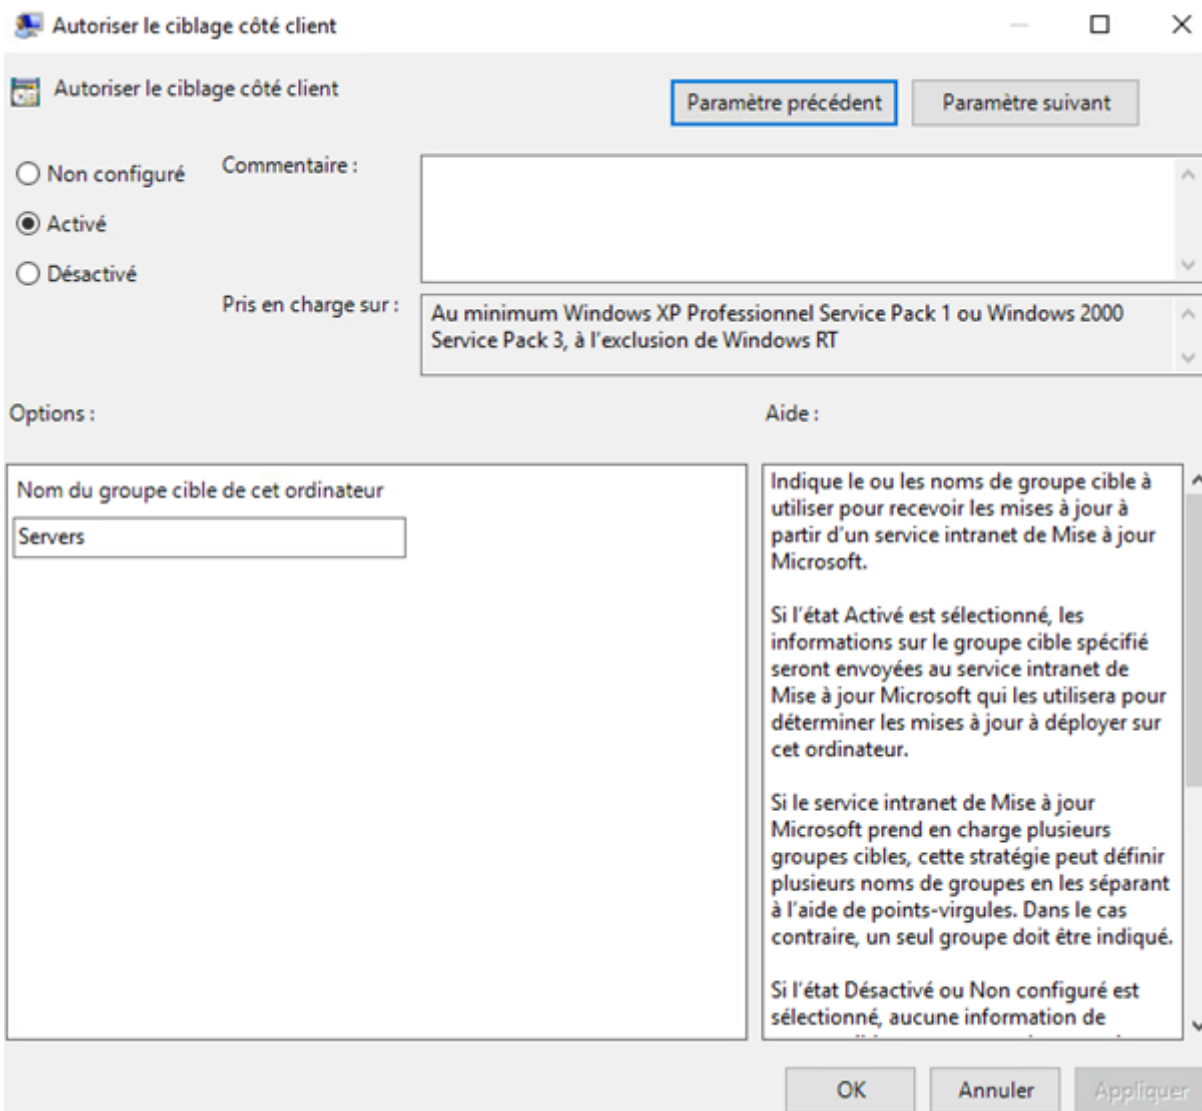 Autoriser le ciblage côté client
Autoriser le ciblage côté client
Paramètre précédent
Paramètre suivant
Non configuré
Commentaire :
Activé
Désactivé
Pris en charge sur :
Au minimum Windows XP Professionnel Service Pack 1 ou Windows 2000
Service Pack 3, à l'exclusion de Windows RT
Options :
Aide :
Nom du groupe cible de cet ordinateur
Servers
Indique le ou les noms de groupe cible à
utiliser pour recevoir les mises à jour à
partir d'un service intranet de Mise à jour
Microsoft.
Si l'état Activé est sélectionné, les
informations sur le groupe cible spécifié
seront envoyées au service intranet de
Mise à jour Microsoft qui les utilisera pour
déterminer les mises à jour à déployer sur
cet ordinateur.
Si le service intranet de Mise à jour
Microsoft prend en charge plusieurs
groupes cibles, cette stratégie peut définir
plusieurs noms de groupes en les séparant
à l'aide de points-virgules. Dans le cas
contraire, un seul groupe doit être indiqué.
Si l'état Désactivé ou Non configuré est
sélectionné, aucune information de
OK
Annuler
Appliquer